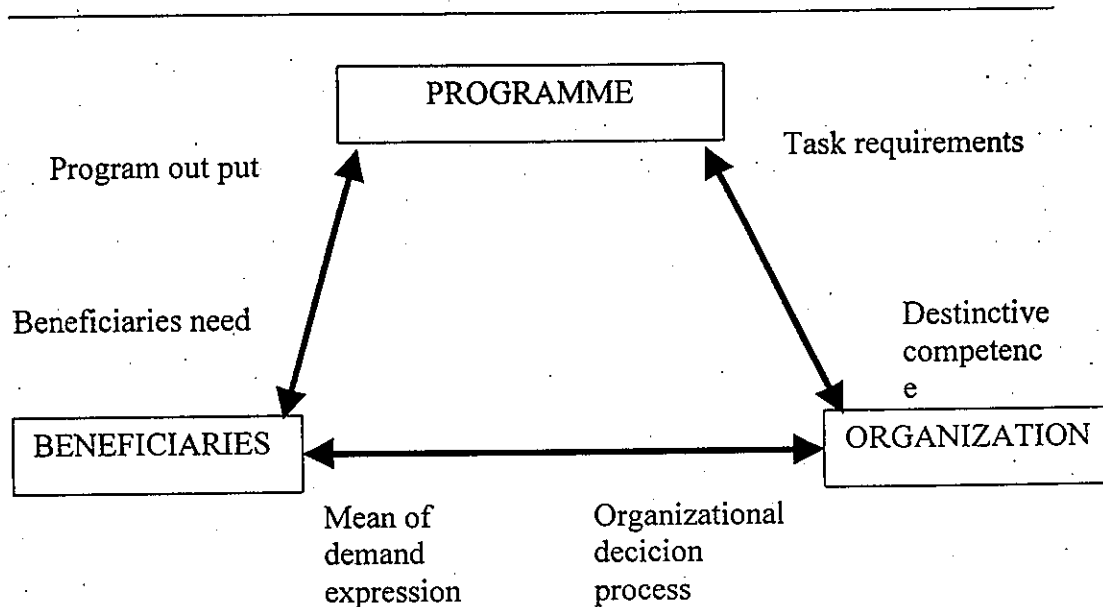 PROGRAMME
Task requirements
Program out put
Beneficiaries need
Destinctive
competenc
e
BENEFICIARIES
ORGANIZATION
Mean of
demand
expression
Organizational
decicion
process